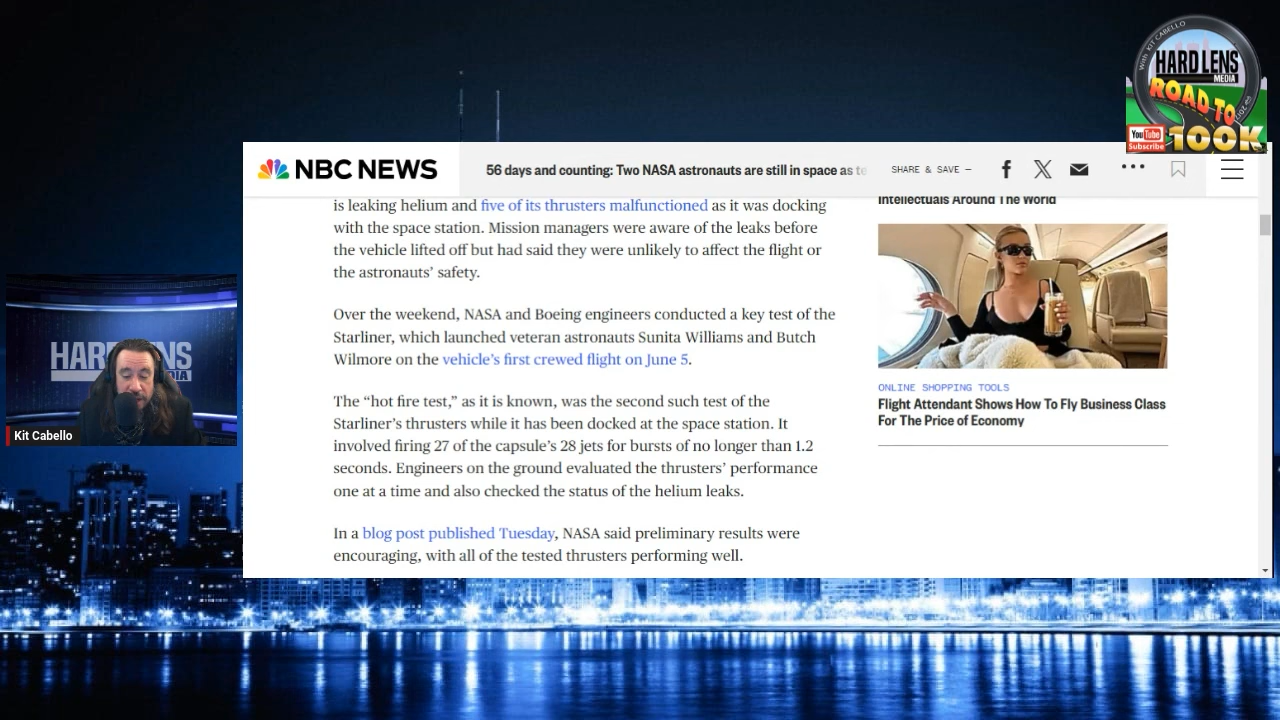 With KIT CABELLO
HARD LENS
MEDIA
ROAD TO
YouTube
Subscribe
100K
NBC NEWS
56 days and counting: Two NASA astronauts are still in space as te
SHARE & SAVE —
is leaking helium and five of its thrusters malfunctioned as it was docking
with the space station. Mission managers were aware of the leaks before
the vehicle lifted off but had said they were unlikely to affect the flight or
the astronauts’ safety.
Over the weekend, NASA and Boeing engineers conducted a key test of the
Starliner, which launched veteran astronauts Sunita Williams and Butch
Wilmore on the vehicle’s first crewed flight on June 5.
The “hot fire test,” as it is known, was the second such test of the
Starliner’s thrusters while it has been docked at the space station. It
involved firing 27 of the capsule’s 28 jets for bursts of no longer than 1.2
seconds. Engineers on the ground evaluated the thrusters’ performance
one at a time and also checked the status of the helium leaks.
In a blog post published Tuesday, NASA said preliminary results were
encouraging, with all of the tested thrusters performing well.
Intellectuals Around The World
ONLINE SHOPPING TOOLS
Flight Attendant Shows How To Fly Business Class
For The Price of Economy
HARD NS
DIA
Kit Cabello